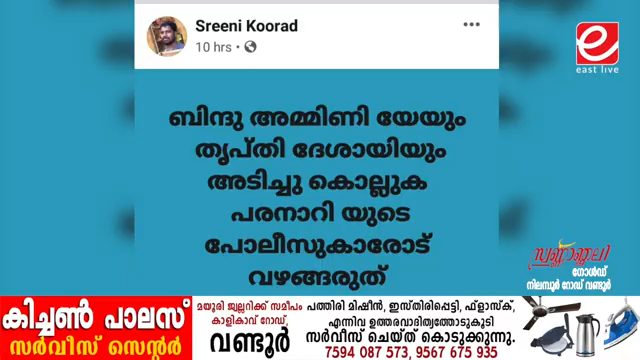 Sreeni Koorad
10 hrs
e
east live
ബിന്ദു അമ്മിണി യേയും
തൃപ്തി ദേശായിയും
അടിച്ചു കൊല്ലുക
പരനാറി യുടെ
പോലീസുകാരോട്
വഴങ്ങരുത്
ഗോൾഡ്
നിലമ്പൂർ റോഡ് വണ്ടൂർ
കിച്ചൺ പാലസ്
സർവീസ് സെന്റർ
മയൂരി ജ്വല്ലറിക്ക് സമീപം
കാളികാവ് റോഡ്,
വണ്ടൂർ
പത്തിരി മിഷീൻ, ഇസ്തിരിപ്പെട്ടി, ഫ്ളാസ്ക്,
എന്നിവ ഉത്തരവാദിത്വത്തോടുകൂടി
സർവീസ് ചെയ്ത് കൊടുക്കുന്നു.
7594 087 573, 9567 675 935